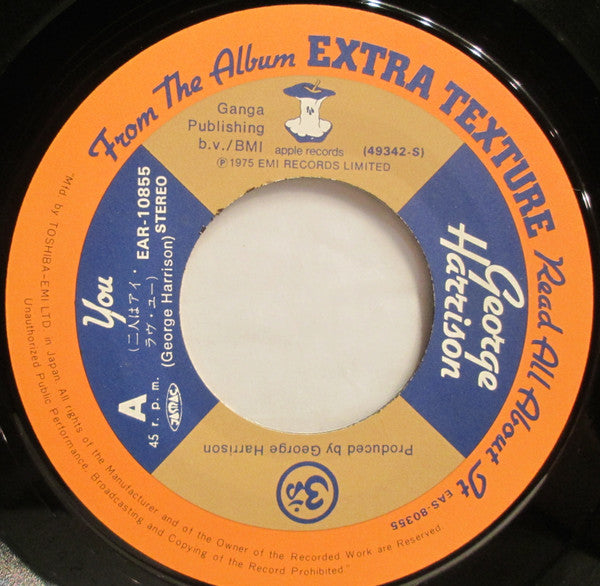 From The Album EXTRA TEXTURE Read All About It EAS-80355
Ganga
Publishing
b.v./BMI
apple records
(49342-S)
℗ 1975 EMI RECORDS LIMITED
George
Harrison
You
(二人はアイ・
ラヴ・ユー)
(George Harrison)
EAR-10855
STEREO
A
45 r. p. m.
JASRAC
Produced by George Harrison
"Mfd by TOSHIBA-EMI LTD in Japan. All rights of the Manufacturer and of the Owner of the Recorded Work are Reserved.
Unauthorized Public Performance, Broadcasting and Copying of the Record Prohibited."